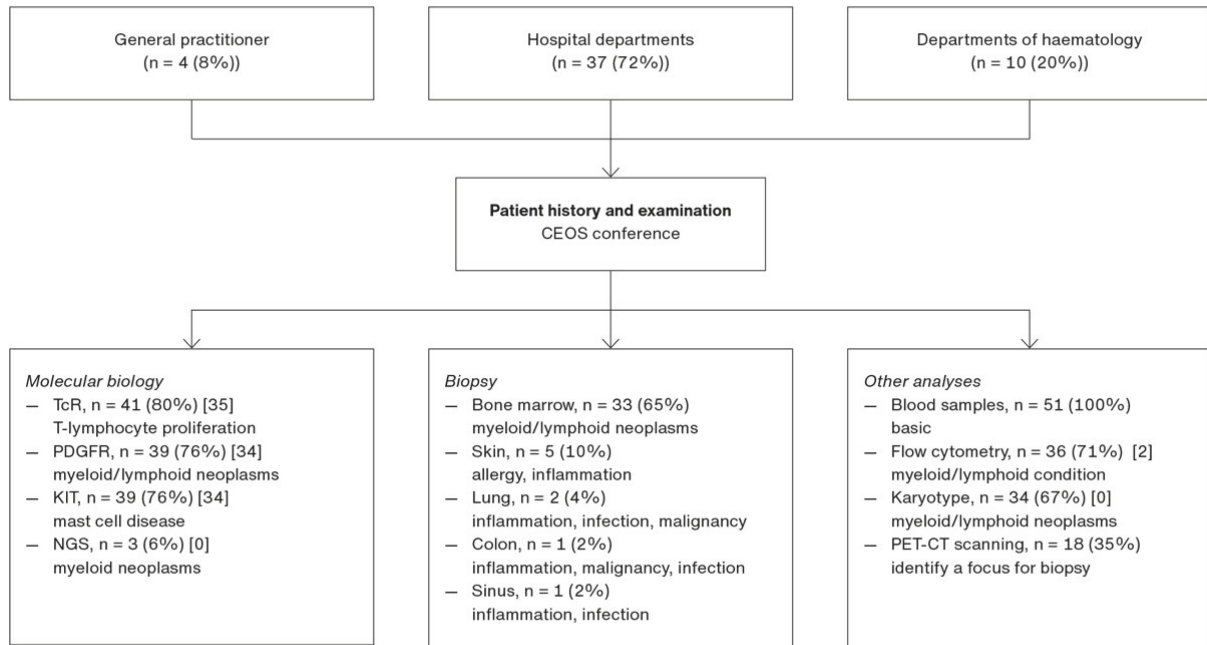 General practitioner
(n = 4 (8%))
Hospital departments
(n = 37 (72%))
Departments of haematology
(n = 10 (20%))
Patient history and examination
CEOS conference
Molecular biology
— TcR, n = 41 (80%) [35]
T-lymphocyte proliferation
— PDGFR, n = 39 (76%) [34]
myeloid/lymphoid neoplasms
— KIT, n = 39 (76%) [34]
mast cell disease
— NGS, n = 3 (6%) [0]
myeloid neoplasms
Biopsy
— Bone marrow, n = 33 (65%)
myeloid/lymphoid neoplasms
— Skin, n = 5 (10%)
allergy, inflammation
— Lung, n = 2 (4%)
inflammation, infection, malignancy
— Colon, n = 1 (2%)
inflammation, malignancy, infection
— Sinus, n = 1 (2%)
inflammation, infection
Other analyses
— Blood samples, n = 51 (100%)
basic
— Flow cytometry, n = 36 (71%) [2]
myeloid/lymphoid condition
— Karyotype, n = 34 (67%) [0]
myeloid/lymphoid neoplasms
— PET-CT scanning, n = 18 (35%)
identify a focus for biopsy